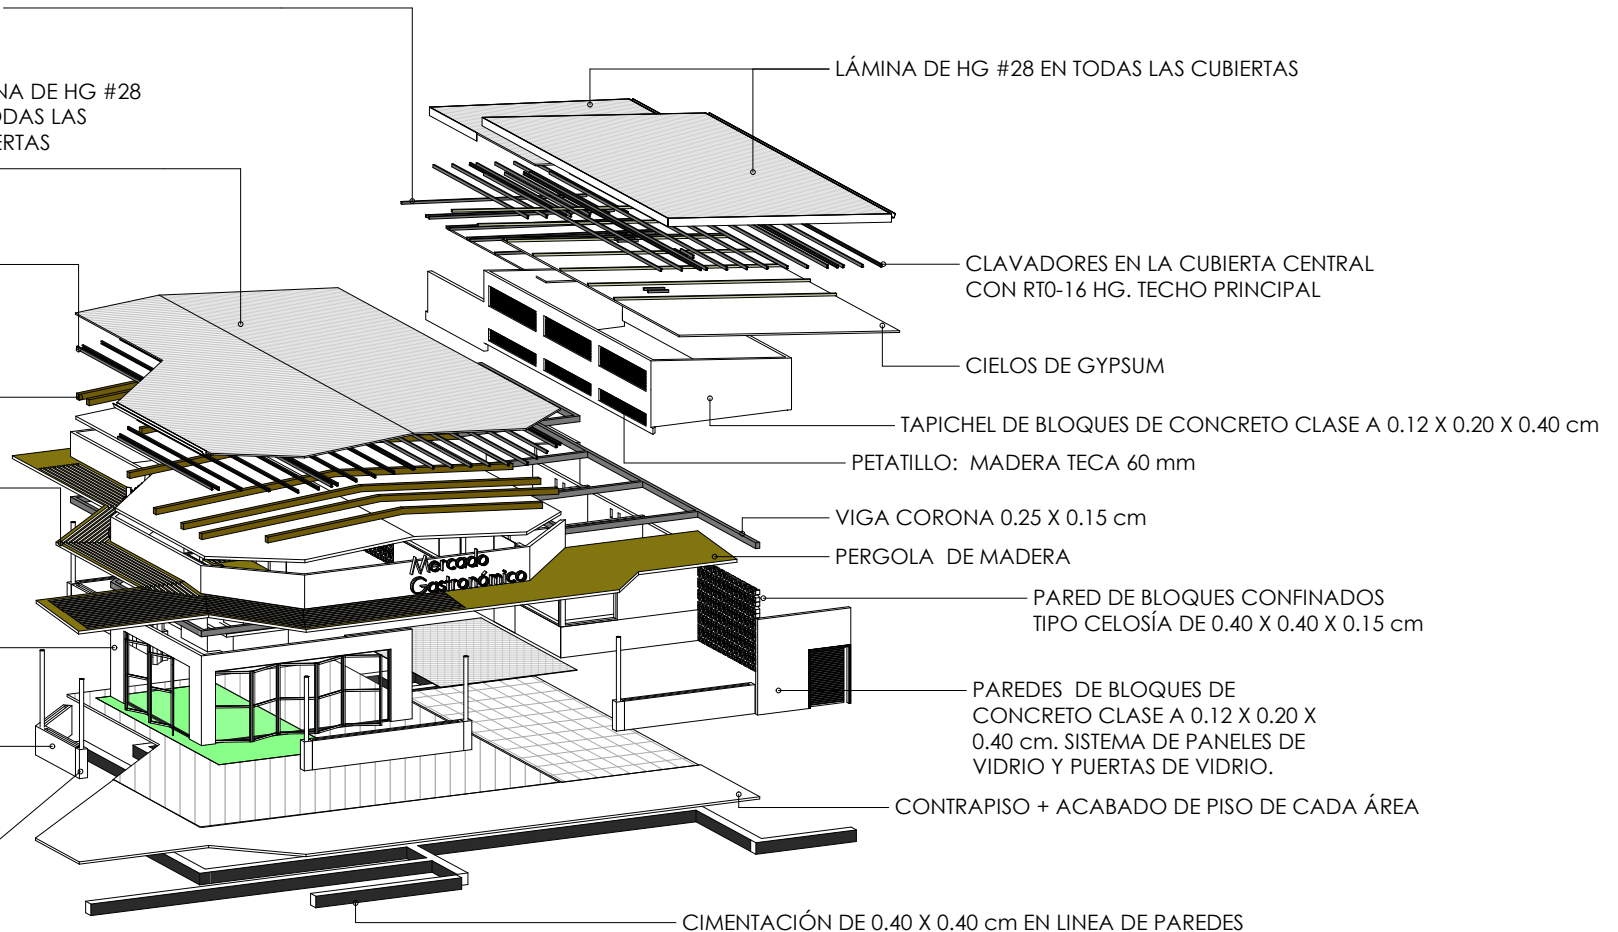 LÁMINA DE HG #28 EN TODAS LAS CUBIERTAS
NA DE HG #28
ODAS LAS
ERTAS
CLAVADORES EN LA CUBIERTA CENTRAL
CON RT0-16 HG. TECHO PRINCIPAL
CIELOS DE GYPSUM
TAPICHEL DE BLOQUES DE CONCRETO CLASE A 0.12 X 0.20 X 0.40 cm
PETATILLO: MADERA TECA 60 mm
VIGA CORONA 0.25 X 0.15 cm
PERGOLA DE MADERA
Mercado
Gastronómico
PARED DE BLOQUES CONFINADOS
TIPO CELOSÍA DE 0.40 X 0.40 X 0.15 cm
PAREDES DE BLOQUES DE
CONCRETO CLASE A 0.12 X 0.20 X
0.40 cm. SISTEMA DE PANELES DE
VIDRIO Y PUERTAS DE VIDRIO.
CONTRAPISO + ACABADO DE PISO DE CADA ÁREA
CIMENTACIÓN DE 0.40 X 0.40 cm EN LINEA DE PAREDES